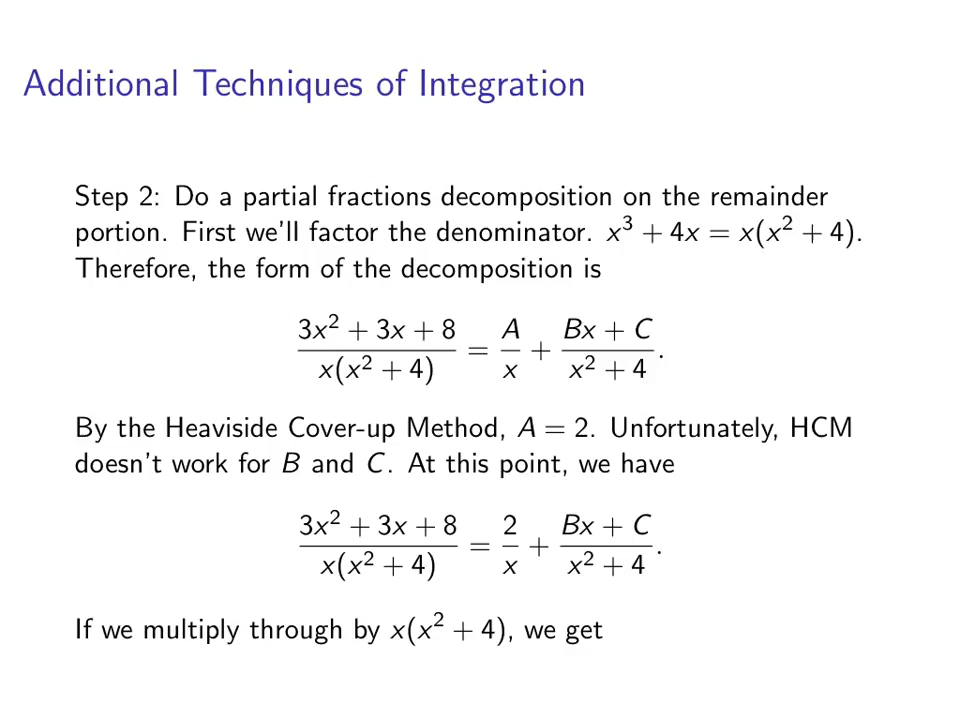 Additional Techniques of Integration
Step 2: Do a partial fractions decomposition on the remainder
portion. First we'll factor the denominator. x³ + 4x = x(x² + 4).
Therefore, the form of the decomposition is
(3x² + 3x + 8)/(x(x² + 4)) = A/x + (Bx + C)/(x² + 4).
By the Heaviside Cover-up Method, A = 2. Unfortunately, HCM
doesn't work for B and C. At this point, we have
(3x² + 3x + 8)/(x(x² + 4)) = 2/x + (Bx + C)/(x² + 4).
If we multiply through by x(x² + 4), we get